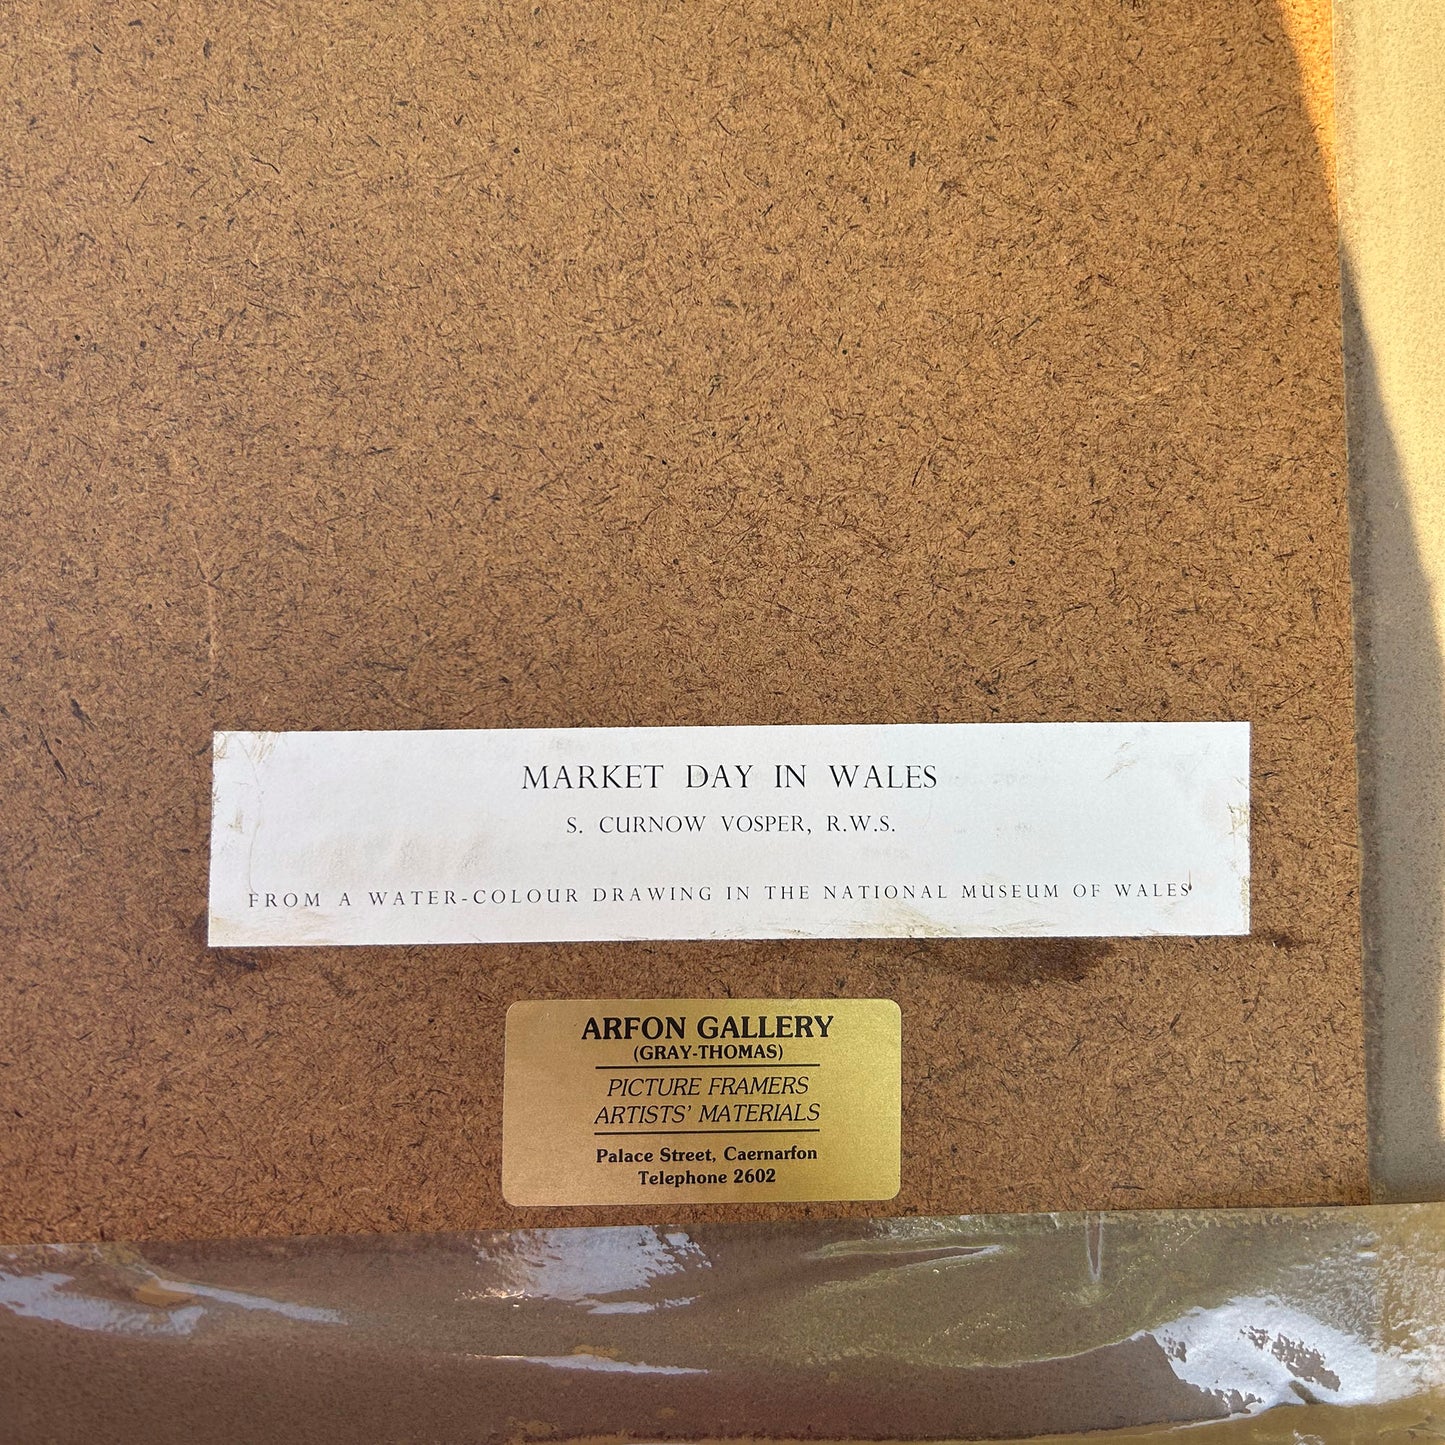 MARKET DAY IN WALES
S. CURNOW VOSPER, R.W.S.
FROM A WATER-COLOUR DRAWING IN THE NATIONAL MUSEUM OF WALES
ARFON GALLERY
(GRAY-THOMAS)
PICTURE FRAMERS
ARTISTS' MATERIALS
Palace Street, Caernarfon
Telephone 2602